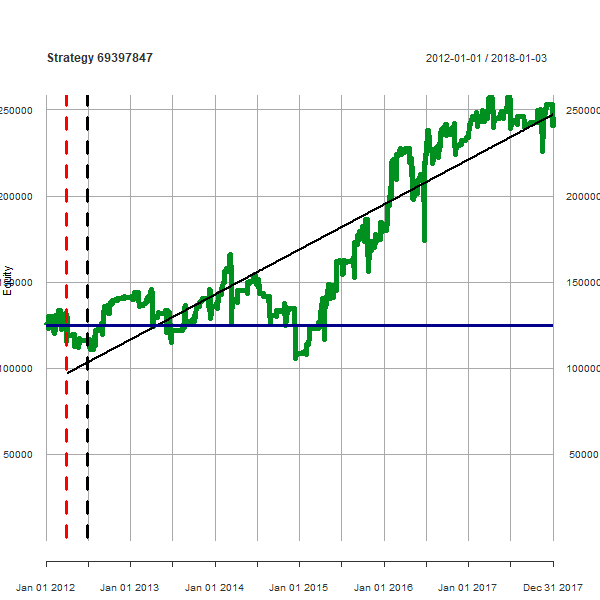 Strategy 69397847 2012-01-01 / 2018-01-03
250000 250000
200000 200000
150000 150000
Equity
100000 100000
50000 50000
Jan 01 2012 Jan 01 2013 Jan 01 2014 Jan 01 2015 Jan 01 2016 Jan 01 2017 Dec 31 2017